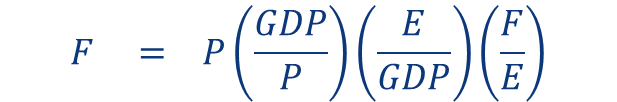 F = P (GDP/P) (E/GDP) (F/E)